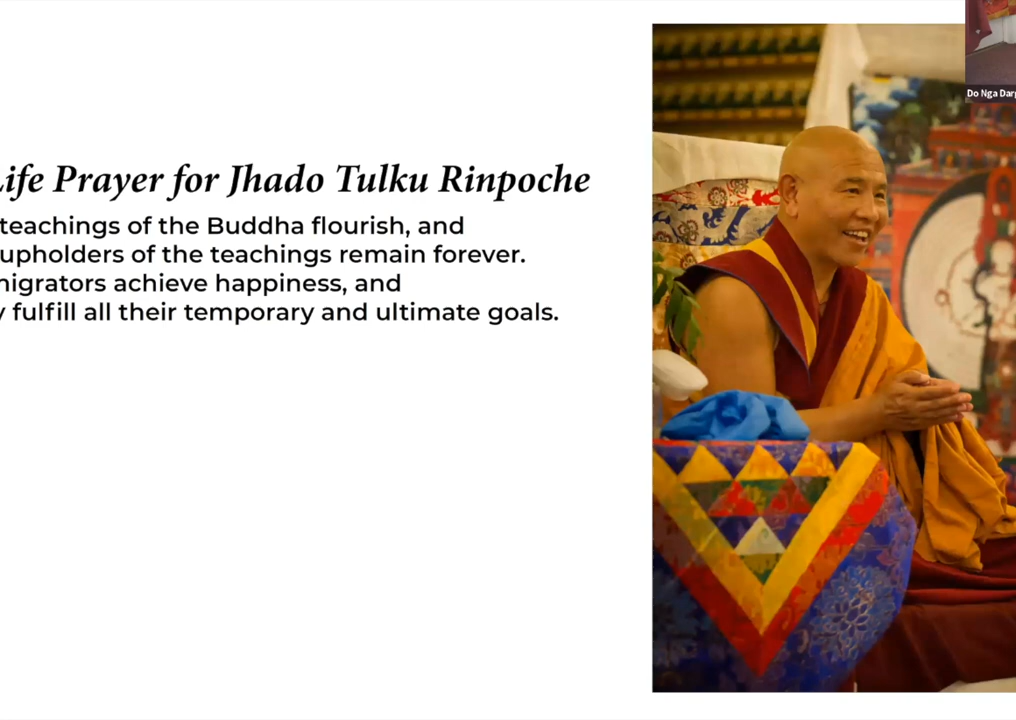 Life Prayer for Jhado Tulku Rinpoche
teachings of the Buddha flourish, and
upholders of the teachings remain forever.
migrators achieve happiness, and
fulfill all their temporary and ultimate goals.
Do Nga Darg